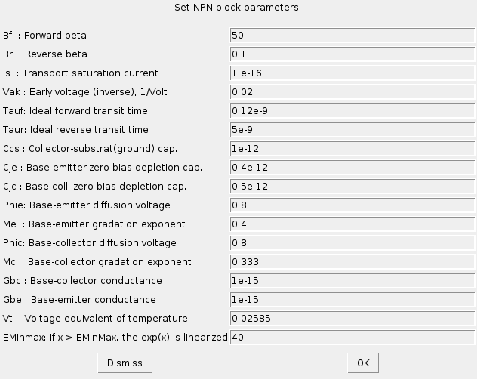 Set NPN block parameters
Bf : Forward beta
50
Br : Reverse beta
0.1
Is : Transport saturation current
1.e-16
Vak : Early voltage (inverse), 1/Volt
0.02
Tauf: Ideal forward transit time
0.12e-9
Taur: Ideal reverse transit time
5e-9
Ccs : Collector-substrat(ground) cap.
1e-12
Cje : Base-emitter zero bias depletion cap.
0.4e-12
Cjc : Base-coll. zero bias depletion cap.
0.5e-12
Phie: Base-emitter diffusion voltage
0.8
Me : Base-emitter gradation exponent
0.4
Phic: Base-collector diffusion voltage
0.8
Mc : Base-collector gradation exponent
0.333
Gbc : Base-collector conductance
1e-15
Gbe : Base-emitter conductance
1e-15
Vt : Voltage equivalent of temperature
0.02585
EMinmax: if x > EMinMax, the exp(x) is linearized
40
Dismiss
OK